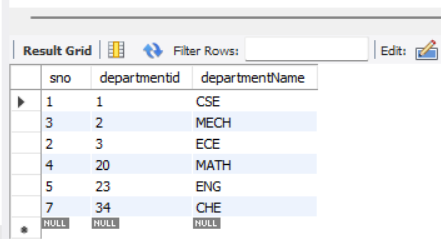 Result Grid Filter Rows: Edit:
sno departmentid departmentName
1 1 CSE
3 2 MECH
2 3 ECE
4 20 MATH
5 23 ENG
7 34 CHE
NULL NULL NULL